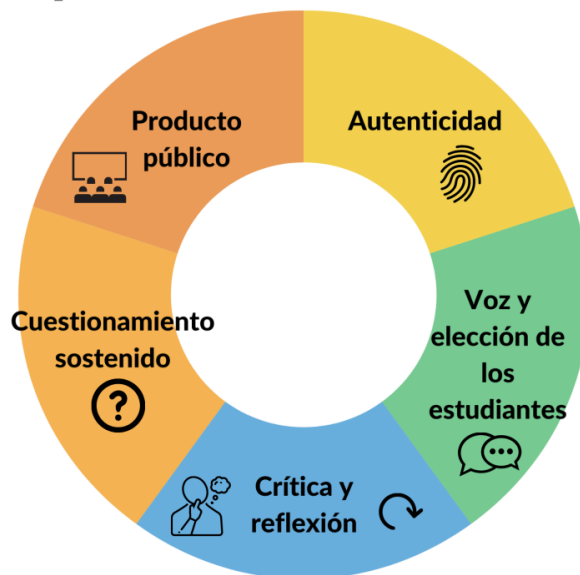 Producto
público
Autenticidad
Voz y
elección de
los
estudiantes
Crítica y
reflexión
Cuestionamiento
sostenido
?